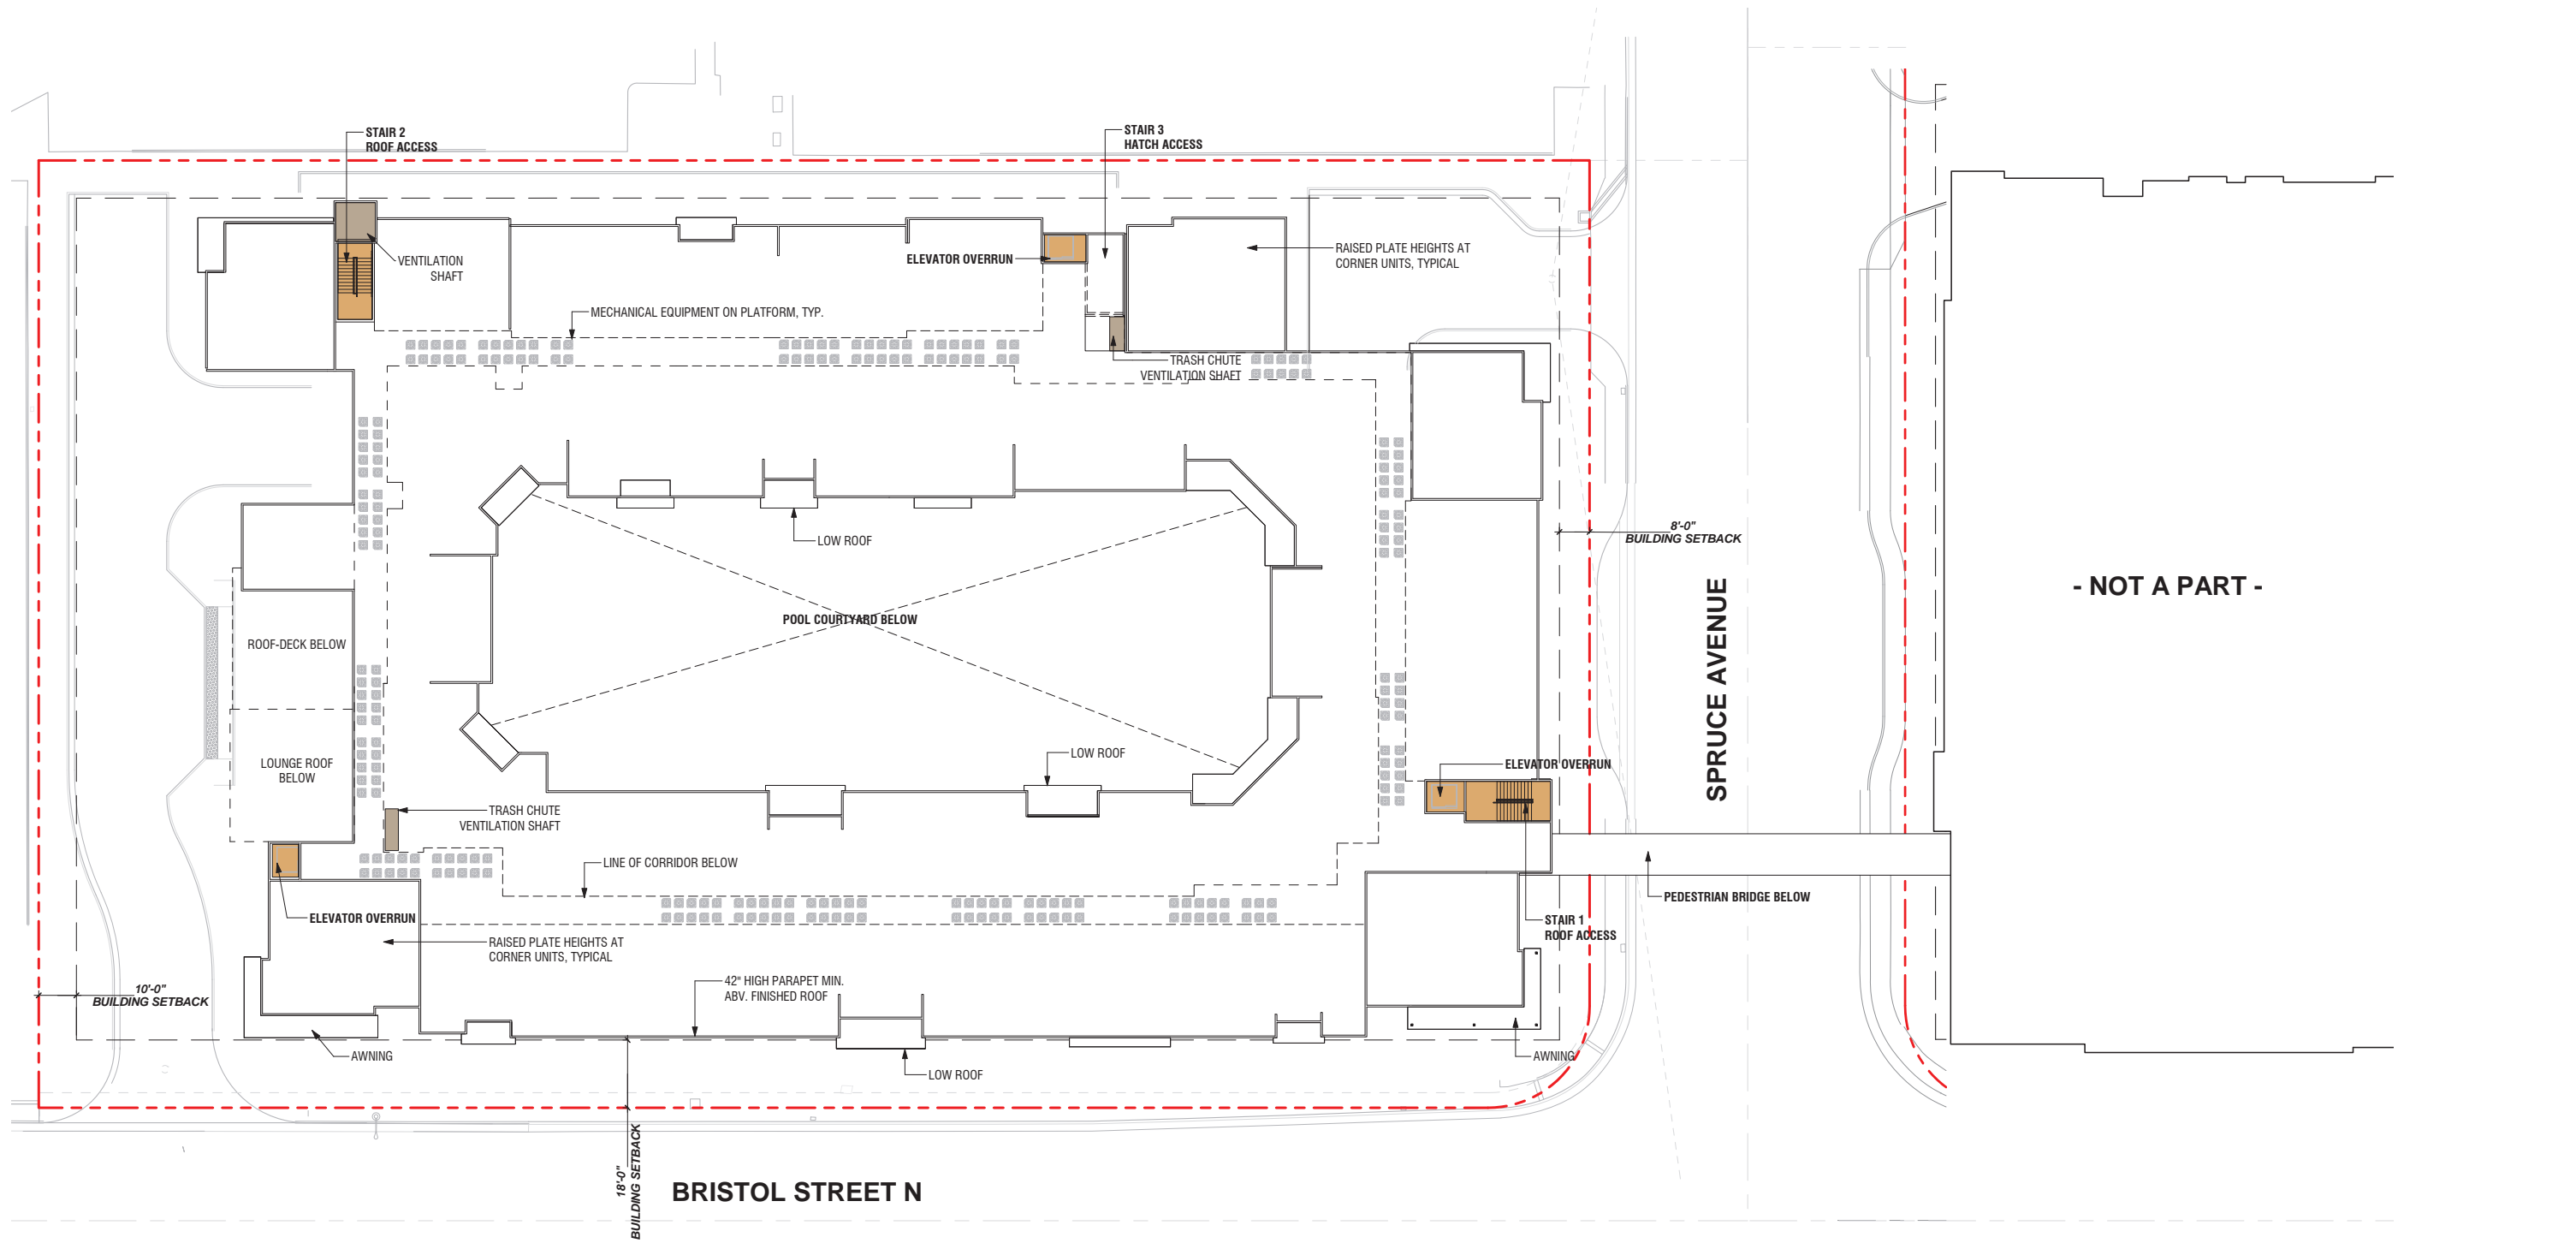 STAIR 2
ROOF ACCESS
STAIR 3
HATCH ACCESS
VENTILATION
SHAFT
ELEVATOR OVERRUN
RAISED PLATE HEIGHTS AT
CORNER UNITS, TYPICAL
MECHANICAL EQUIPMENT ON PLATFORM, TYP.
TRASH CHUTE
VENTILATION SHAFT
LOW ROOF
8'-0"
BUILDING SETBACK
SPRUCE AVENUE
- NOT A PART -
POOL COURTYARD BELOW
ROOF-DECK BELOW
LOUNGE ROOF
BELOW
LOW ROOF
ELEVATOR OVERRUN
TRASH CHUTE
VENTILATION SHAFT
LINE OF CORRIDOR BELOW
PEDESTRIAN BRIDGE BELOW
ELEVATOR OVERRUN
STAIR 1
ROOF ACCESS
RAISED PLATE HEIGHTS AT
CORNER UNITS, TYPICAL
42" HIGH PARAPET MIN.
ABV. FINISHED ROOF
10'-0"
BUILDING SETBACK
AWNING
LOW ROOF
AWNING
18'-0"
BUILDING SETBACK
BRISTOL STREET N